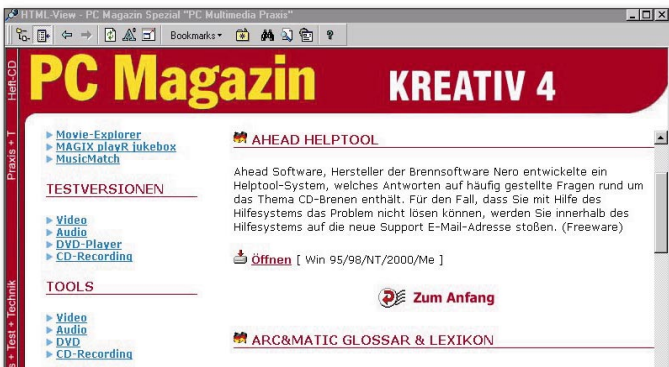 HTML-View - PC Magazin Spezial "PC Multimedia Praxis"
Bookmarks
Heft-CD
Praxis + T
s + Test + Technik
PC Magazin KREATIV 4
Movie-Explorer
MAGIX playR jukebox
MusicMatch
TESTVERSIONEN
Video
Audio
DVD-Player
CD-Recording
TOOLS
Video
Audio
DVD
CD-Recording
AHEAD HELPTOOL
Ahead Software, Hersteller der Brennsoftware Nero entwickelte ein
Helptool-System, welches Antworten auf häufig gestellte Fragen rund um
das Thema CD-Brenen enthält. Für den Fall, dass Sie mit Hilfe des
Hilfesystems das Problem nicht lösen können, werden Sie innerhalb des
Hilfesystems auf die neue Support E-Mail-Adresse stoßen. (Freeware)
Öffnen [ Win 95/98/NT/2000/Me ]
Zum Anfang
ARC&MATIC GLOSSAR & LEXIKON